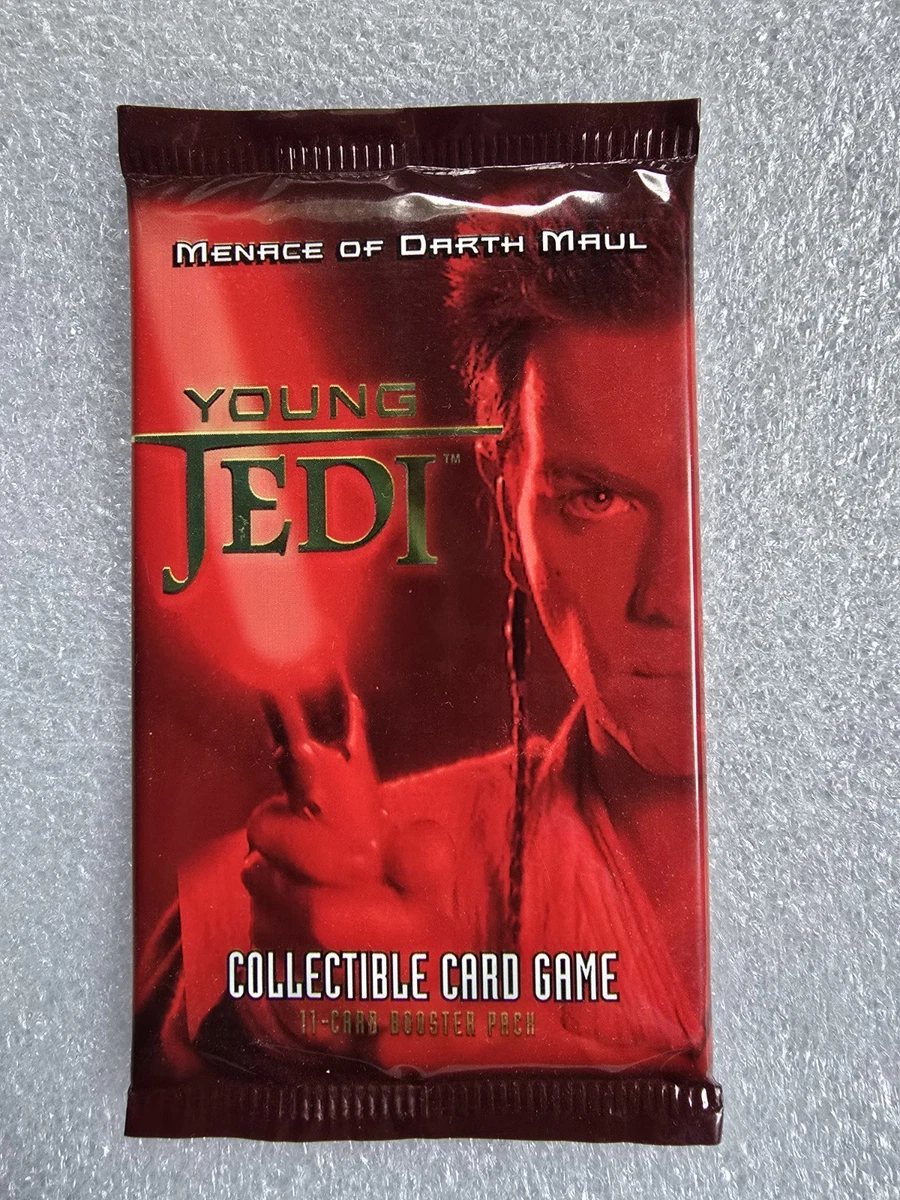 MENACE OF DARTH MAUL
YOUNG
JEDI™
COLLECTIBLE CARD GAME
11-CARD BOOSTER PACK